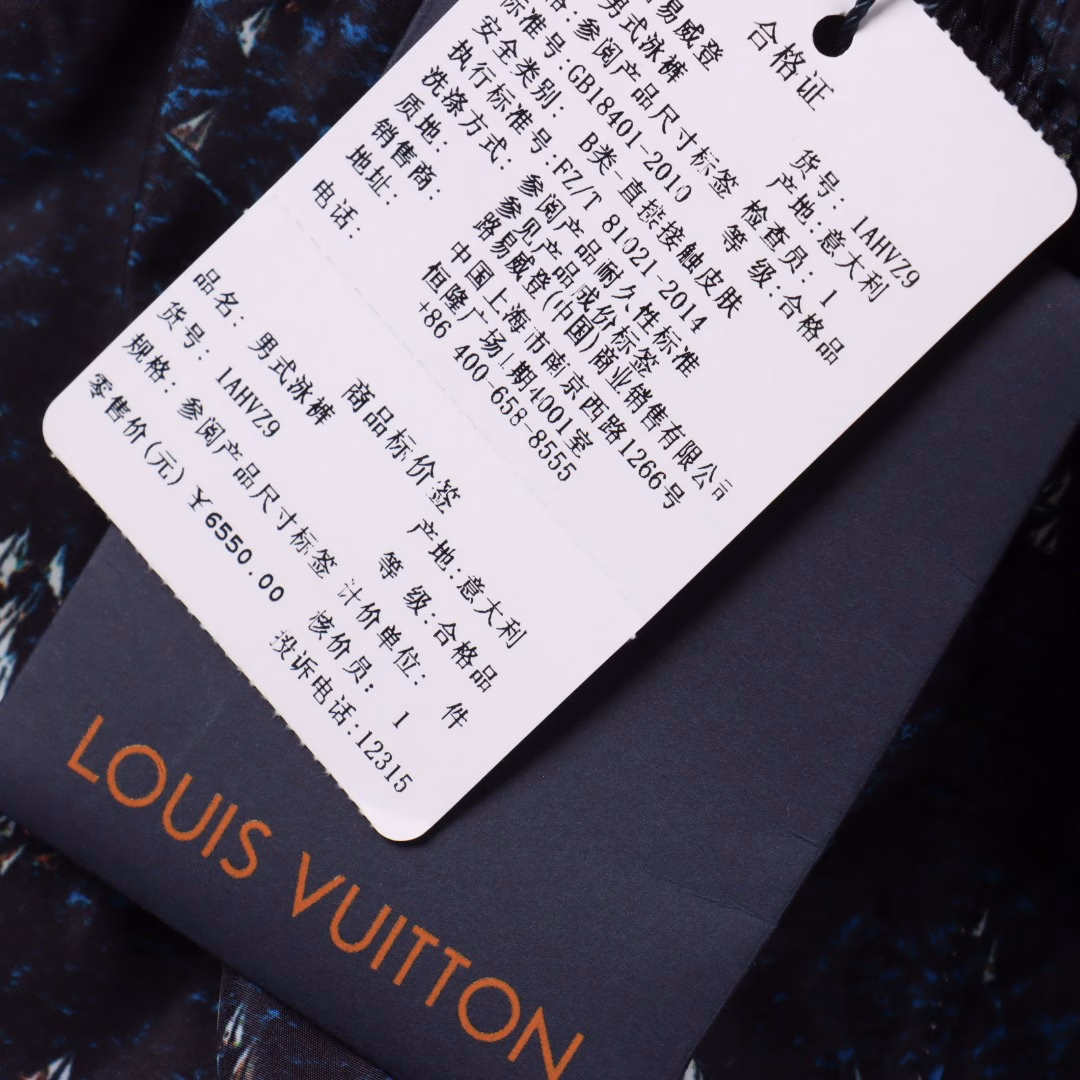 合格证
易威登
货号: 1AHVZ9
男式泳裤
产地:意大利
格:参阅产品尺寸标签
等 级:合格品
标准号:GB18401-2010
检查员: 1
安全类别: B类-直接接触皮肤
执行标准号:FZ/T 81021-2014
洗涤方式: 参阅产品耐久性标准
质地: 参见产品成份标签
销售商: 路易威登(中国)商业销售有限公司
地址: 中国上海市南京西路1266号
恒隆广场I期4001室
电话: +86 400-658-8555
商品标价签
品名: 男式泳裤
产地:意大利
货号: 1AHVZ9
等 级:合格品
规格: 参阅产品尺寸标签
计价单位: 件
零售价(元) ¥6550.00
核价员: 1
投诉电话:12315
LOUIS VUITTON